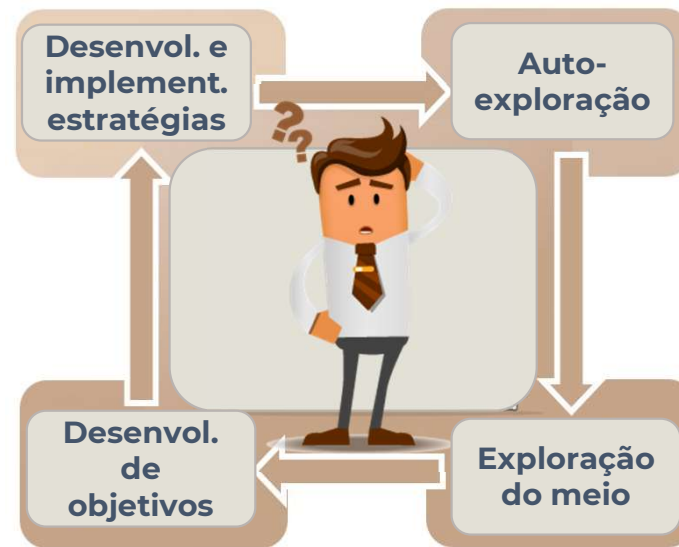 Desenvol. e
implement.
estratégias
Auto-
exploração
??
Desenvol.
de
objetivos
Exploração
do meio